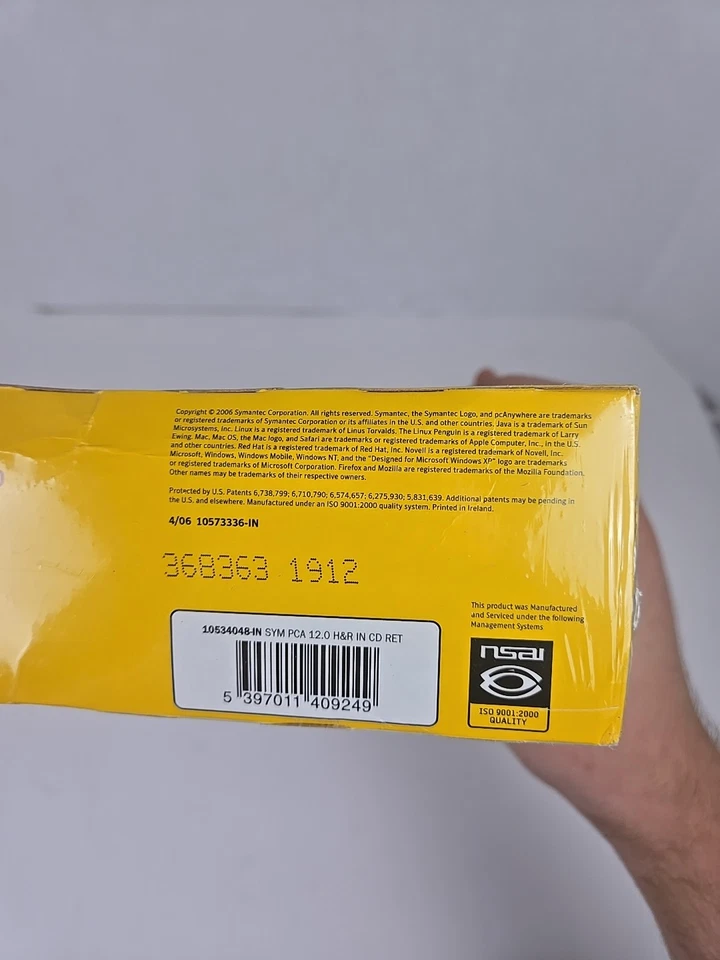 Copyright © 2006 Symantec Corporation. All rights reserved. Symantec, the Symantec Logo, and pcAnywhere are trademarks
or registered trademarks of Symantec Corporation or its affiliates in the U.S. and other countries. Java is a trademark of Sun
Microsystems, Inc. Linux is a registered trademark of Linus Torvalds. The Linux Penguin is a registered trademark of Larry
Ewing. Mac, Mac OS, the Mac logo, and Safari are trademarks or registered trademarks of Apple Computer, Inc., in the U.S.
and other countries. Red Hat is a registered trademark of Red Hat, Inc. Novell is a registered trademark of Novell, Inc.
Microsoft, Windows, Windows Mobile, Windows NT, and the "Designed for Microsoft Windows XP" logo are trademarks
or registered trademarks of Microsoft Corporation. Firefox and Mozilla are registered trademarks of the Mozilla Foundation.
Other names may be trademarks of their respective owners.
Protected by U.S. Patents 6,738,799; 6,710,790; 6,574,657; 6,275,930; 5,831,639. Additional patents may be pending in
the U.S. and elsewhere. Manufactured under an ISO 9001:2000 quality system. Printed in Ireland.
4/06 10573336-IN
368363 1912
10534048-IN SYM PCA 12.0 H&R IN CD RET
5 397011 409249
This product was Manufactured
and Serviced under the following
Management Systems
nsai
ISO 9001:2000
QUALITY